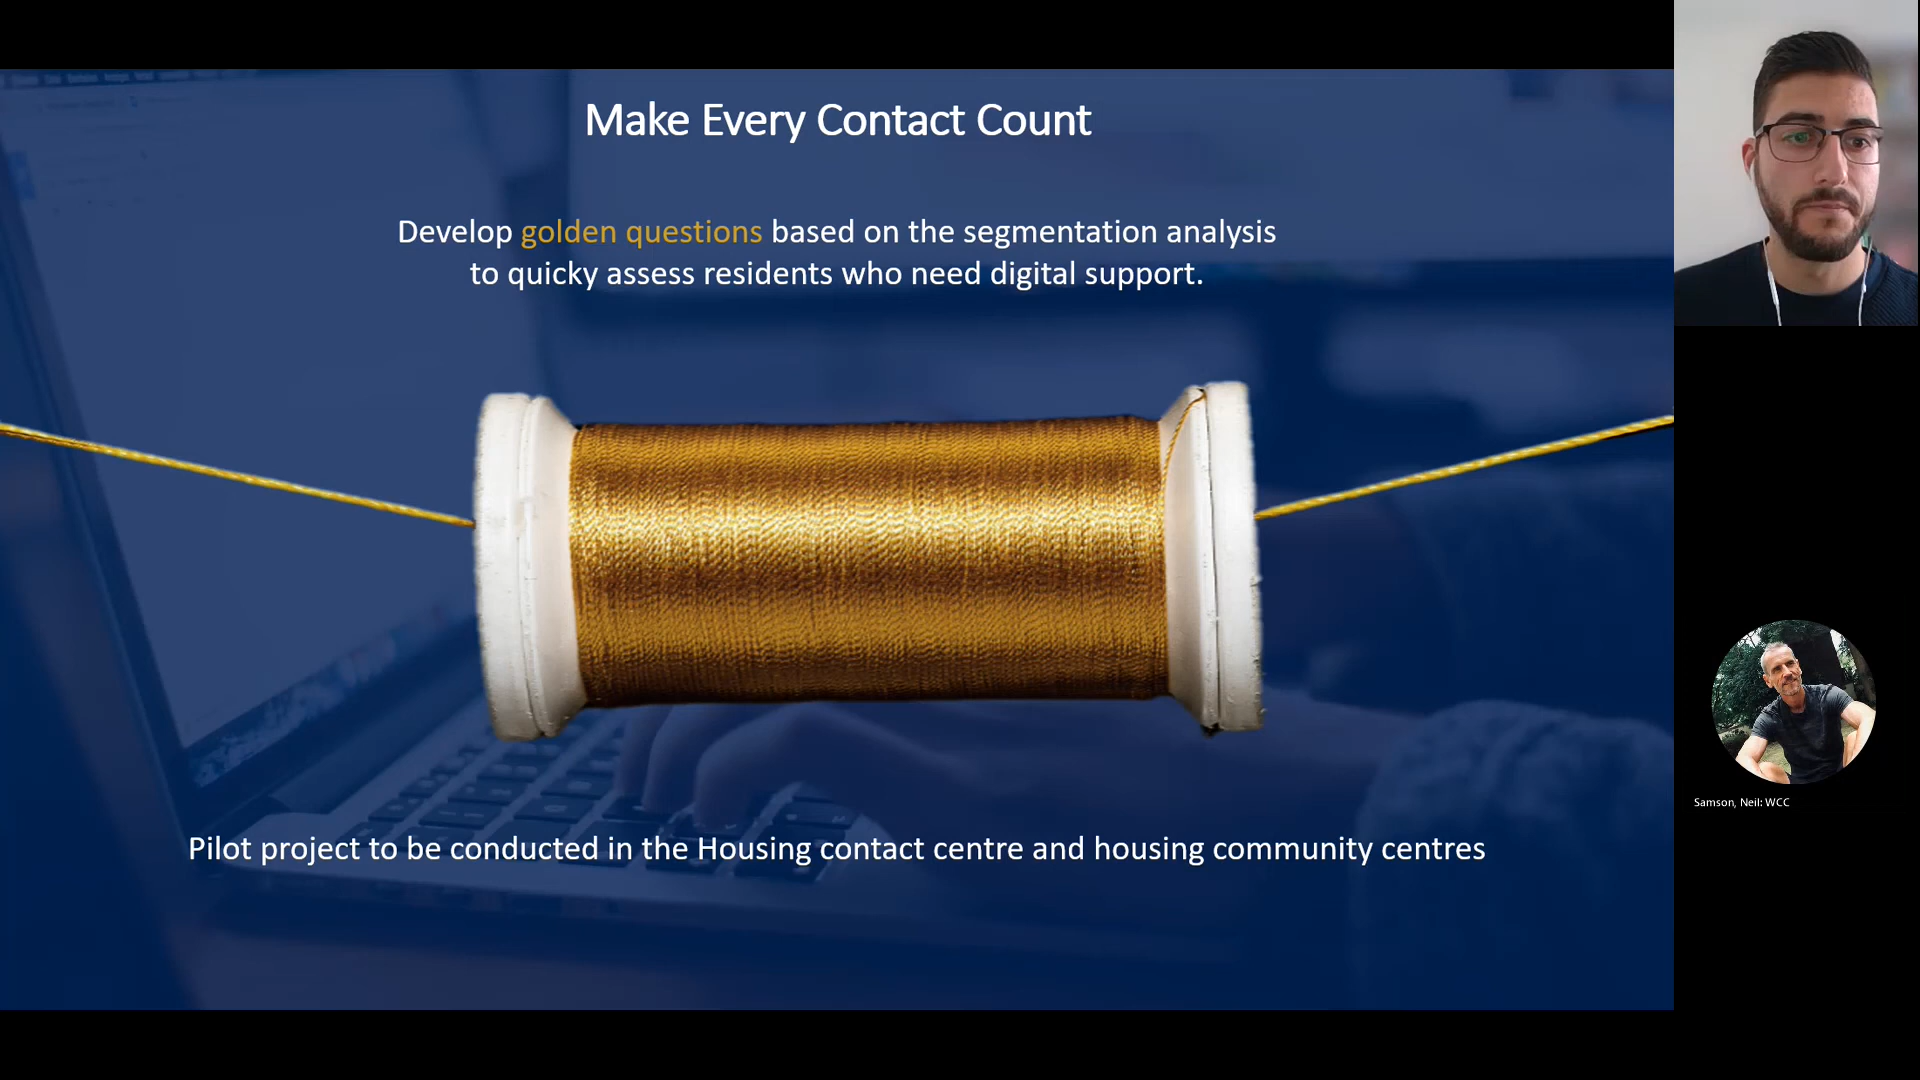 Make Every Contact Count
Develop golden questions based on the segmentation analysis
to quicky assess residents who need digital support.
Pilot project to be conducted in the Housing contact centre and housing community centres
Samson, Neil: WCC